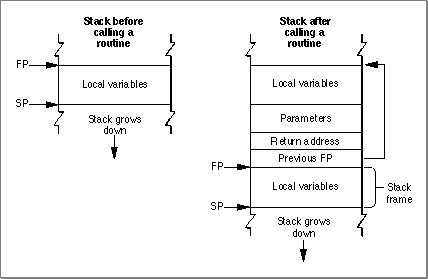 Stack before
calling a
routine
FP
Local variables
SP
Stack grows
down
Stack after
calling a
routine
Local variables
Parameters
Return address
Previous FP
FP
Local variables
Stack
frame
SP
Stack grows
down